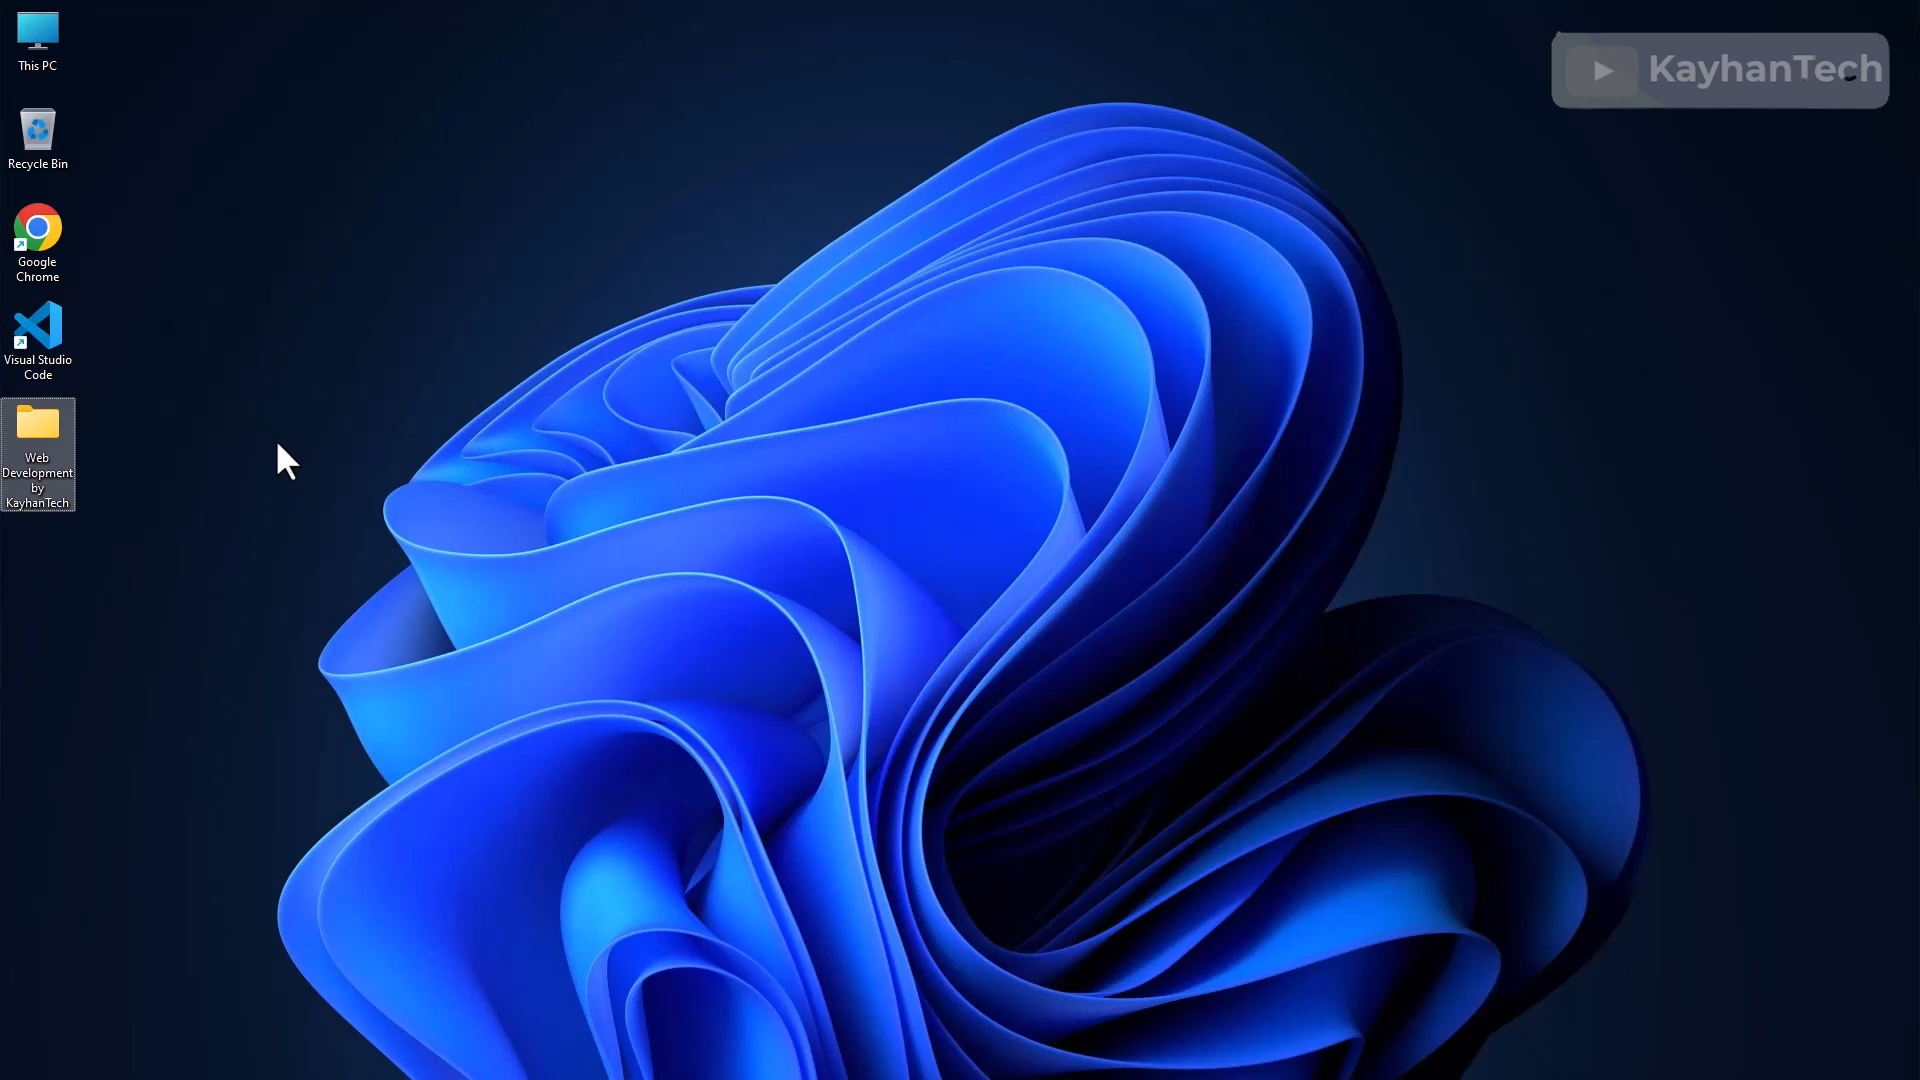 This PC
KayhanTech
Recycle Bin
Google
Chrome
Visual Studio
Code
Web
Development
by
KayhanTech